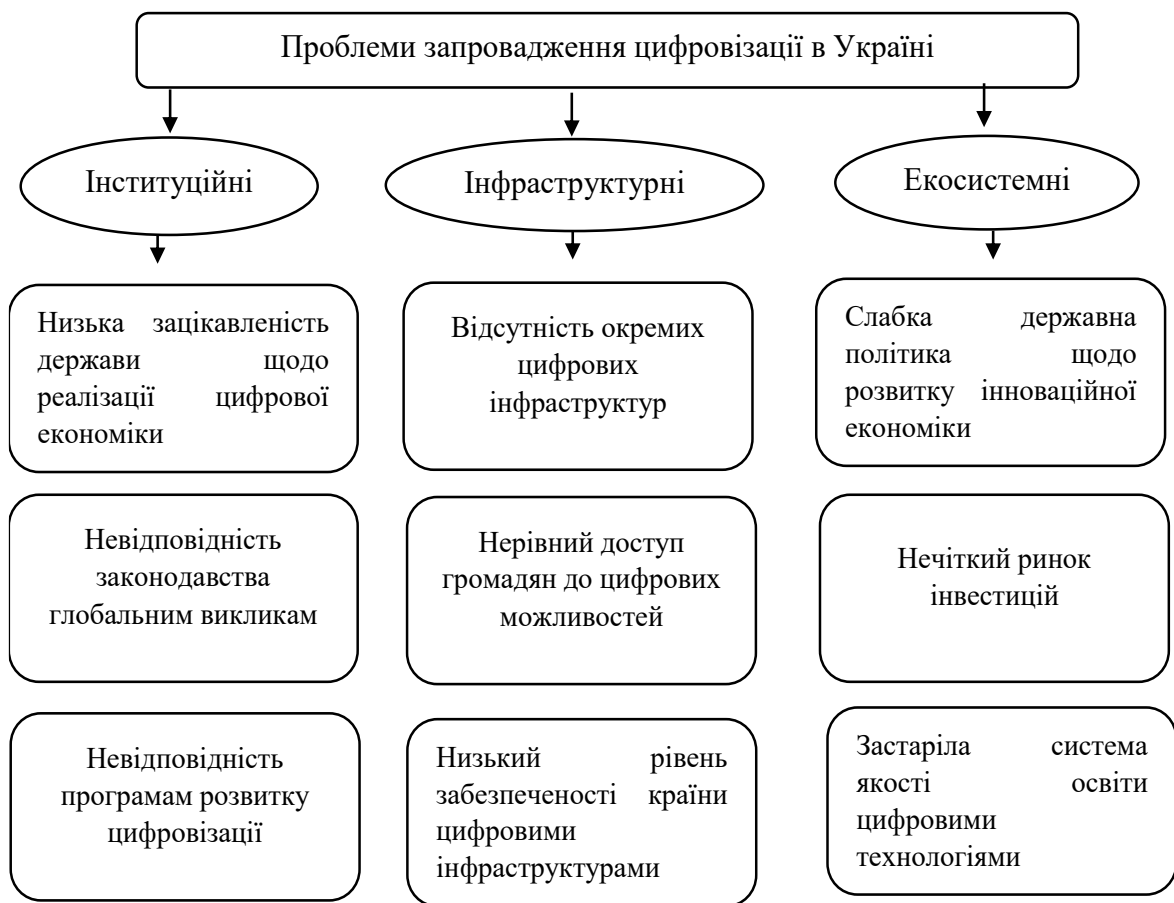 Проблеми запровадження цифровізації в Україні
Інституційні
Інфраструктурні
Екосистемні
Низька зацікавленість
держави щодо
реалізації цифрової
економіки
Відсутність окремих
цифрових
інфраструктур
Слабка державна
політика щодо
розвитку інноваційної
економіки
Невідповідність
законодавства
глобальним викликам
Нерівний доступ
громадян до цифрових
можливостей
Нечіткий ринок
інвестицій
Невідповідність
програмам розвитку
цифровізації
Низький рівень
забезпеченості країни
цифровими
інфраструктурами
Застаріла система
якості освіти
цифровими
технологіями